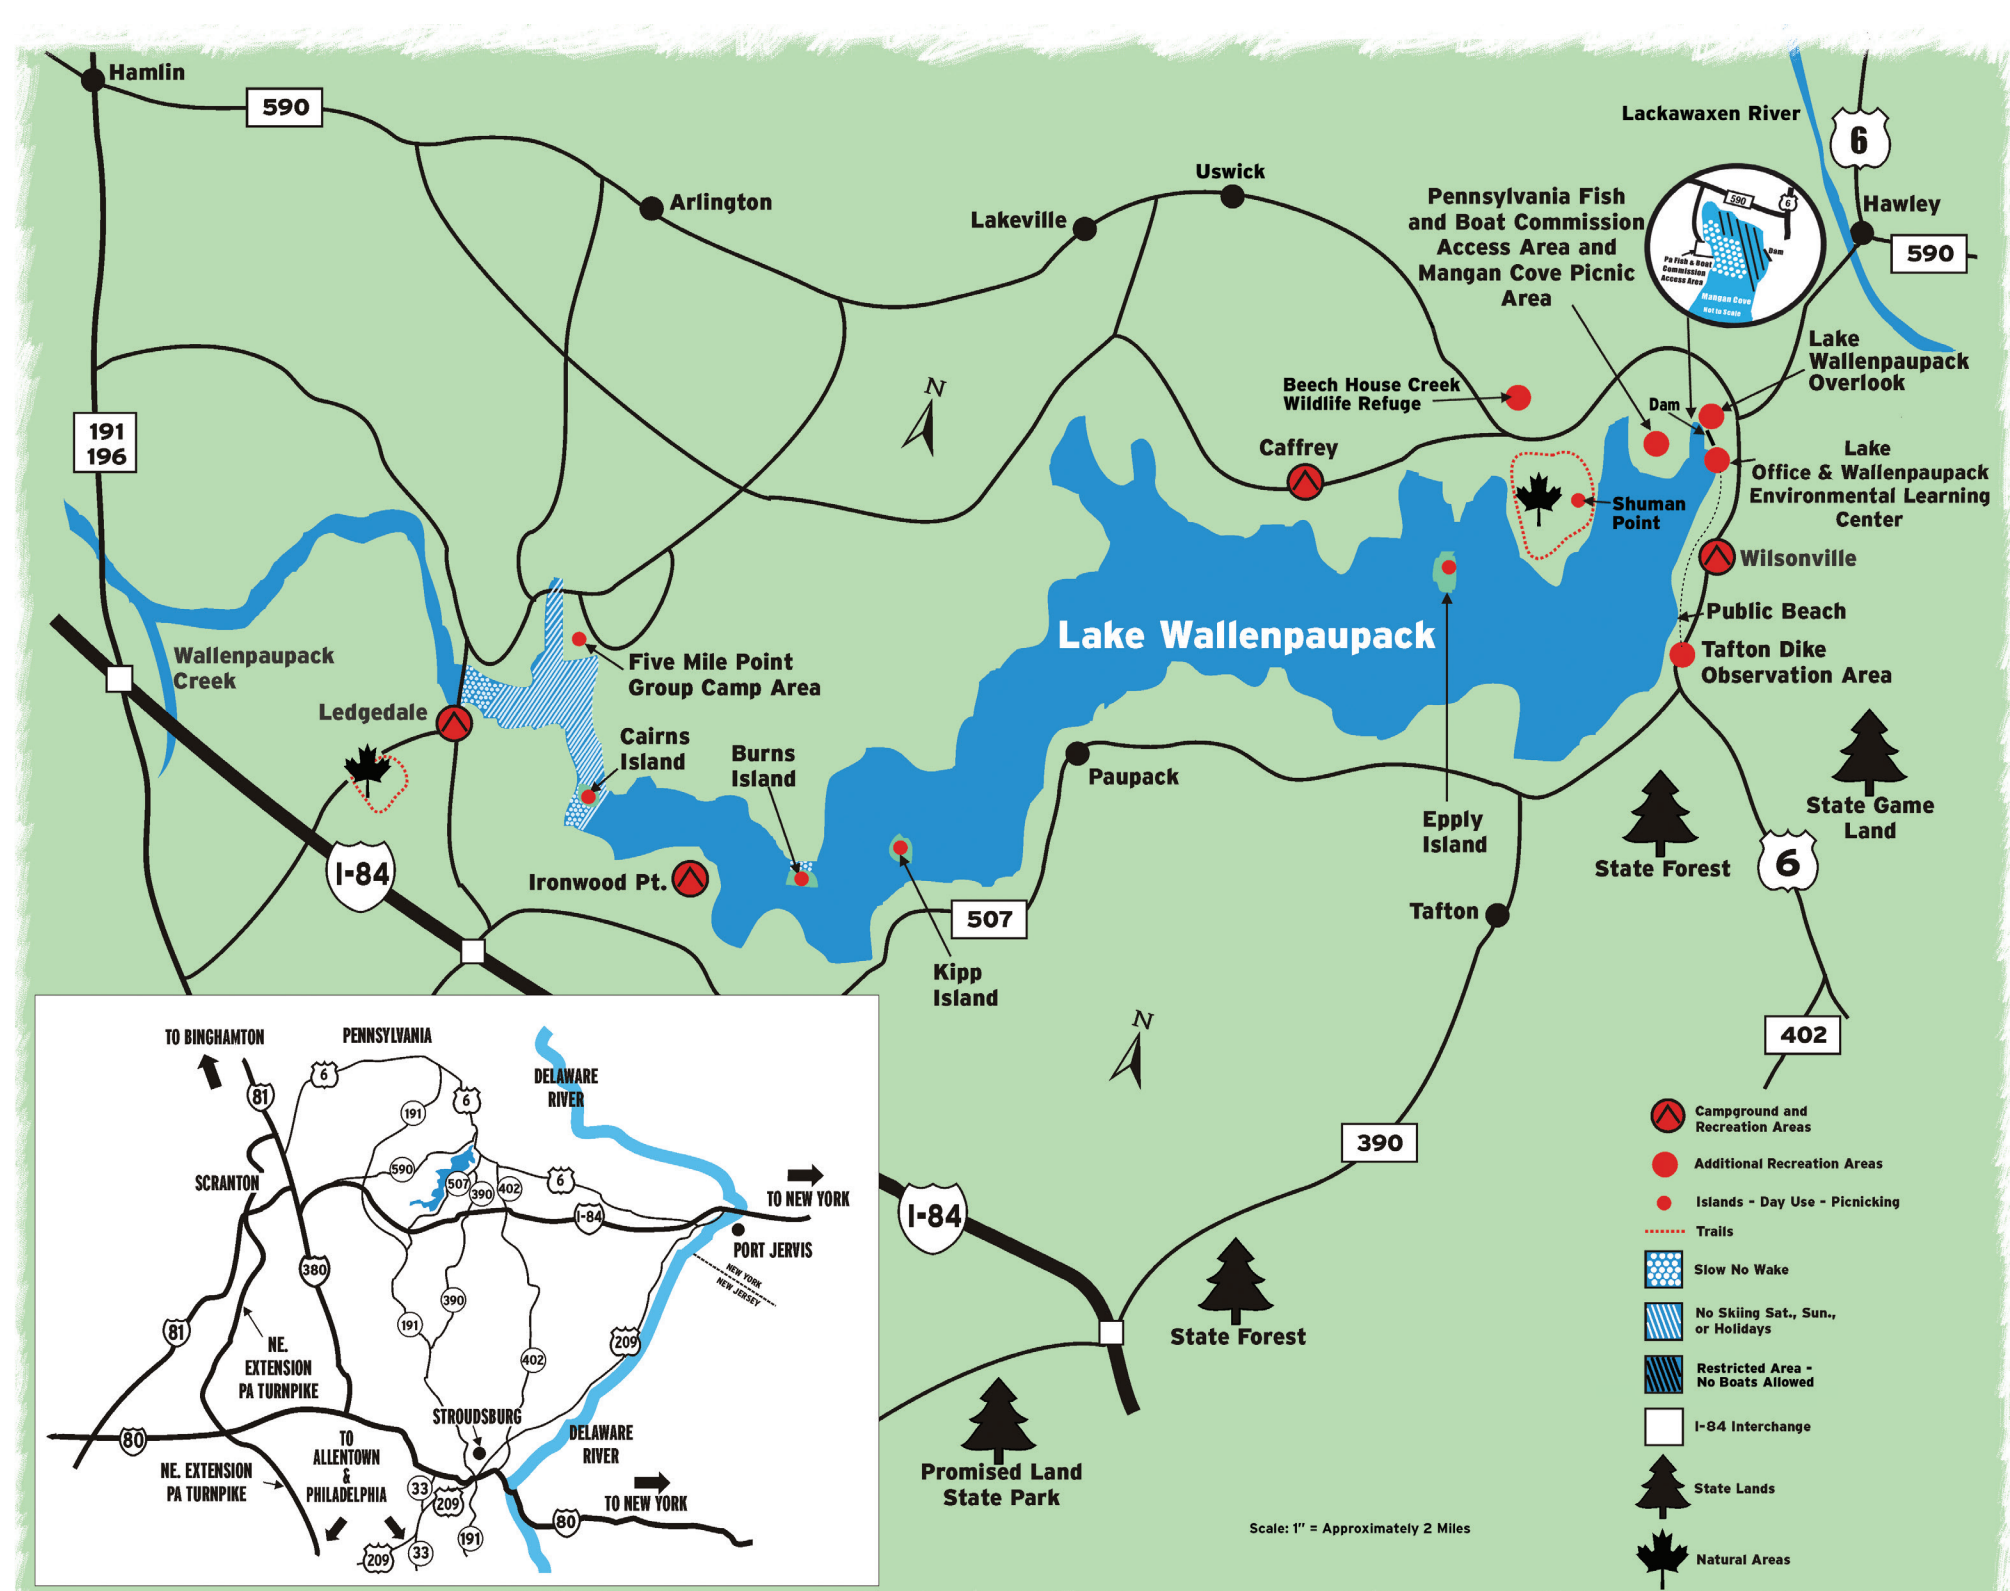 Hamlin
590
Arlington
Lakeville
Uswick
Lackawaxen River
6
Hawley
590
Pennsylvania Fish
and Boat Commission
Access Area and
Mangan Cove Picnic
Area
590
6
Dam
Pa Fish & Boat
Commission
Access Area
Mangan Cove
Not to Scale
Lake
Wallenpaupack
Overlook
N
Beech House Creek
Wildlife Refuge
Dam
191
196
Caffrey
Lake
Office & Wallenpaupack
Environmental Learning
Center
Shuman
Point
Wilsonville
Public Beach
Lake Wallenpaupack
Tafton Dike
Observation Area
Wallenpaupack
Creek
Five Mile Point
Group Camp Area
Ledgedale
Cairns
Island
Burns
Island
Paupack
State Game
Land
Epply
Island
State Forest
6
I-84
Ironwood Pt.
507
Tafton
Kipp
Island
N
402
390
I-84
State Forest
Promised Land
State Park
Scale: 1" = Approximately 2 Miles
Campground and
Recreation Areas
Additional Recreation Areas
Islands - Day Use - Picnicking
Trails
Slow No Wake
No Skiing Sat., Sun.,
or Holidays
Restricted Area -
No Boats Allowed
I-84 Interchange
State Lands
Natural Areas
TO BINGHAMTON
PENNSYLVANIA
6
81
191
6
DELAWARE
RIVER
590
SCRANTON
507
390
402
6
TO NEW YORK
I-84
PORT JERVIS
NEW YORK
NEW JERSEY
380
390
191
81
209
NE.
EXTENSION
PA TURNPIKE
402
STROUDSBURG
80
TO
ALLENTOWN
&
PHILADELPHIA
DELAWARE
RIVER
NE. EXTENSION
PA TURNPIKE
33
209
TO NEW YORK
80
191
209
33